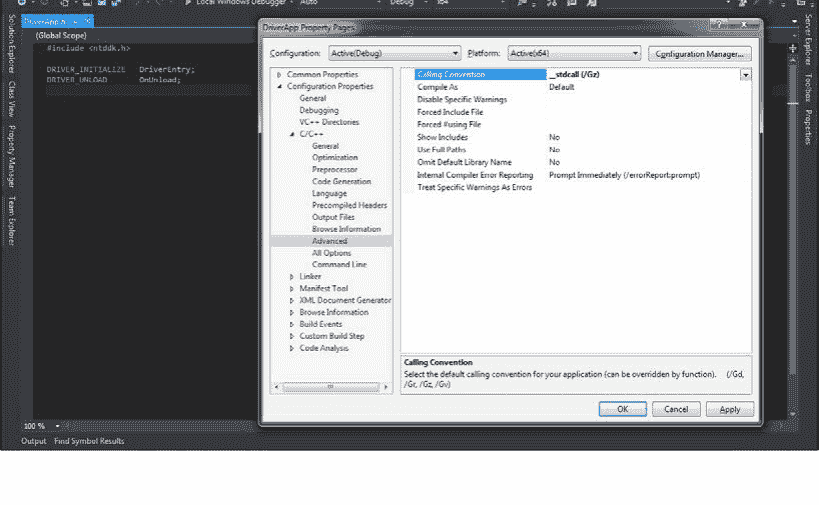 Local Windows Debugger
Auto
Debug
x64
DriverApp
(Global Scope)
#include <ntddk.h>
DRIVER_INITIALIZE DriverEntry;
DRIVER_UNLOAD OnUnload;
Solution Explorer
Class View
Property Manager
Team Explorer
Server Explorer
Toolbox
Properties
DriverApp Property Pages
Configuration: Active(Debug) Platform: Active(x64) Configuration Manager...
Common Properties
Configuration Properties
General
Debugging
VC++ Directories
C/C++
General
Optimization
Preprocessor
Code Generation
Language
Precompiled Headers
Output Files
Browse Information
Advanced
All Options
Command Line
Linker
Manifest Tool
XML Document Generator
Browse Information
Build Events
Custom Build Step
Code Analysis
Calling Convention __stdcall (/Gz)
Compile As Default
Disable Specific Warnings
Forced Include File
Forced #using File
Show Includes No
Use Full Paths No
Omit Default Library Name No
Internal Compiler Error Reporting Prompt Immediately (/errorReport:prompt)
Treat Specific Warnings As Errors
Calling Convention
Select the default calling convention for your application (can be overridden by function). (/Gd,
/Gr, /Gz, /Gv)
OK Cancel Apply
100 %
Output Find Symbol Results